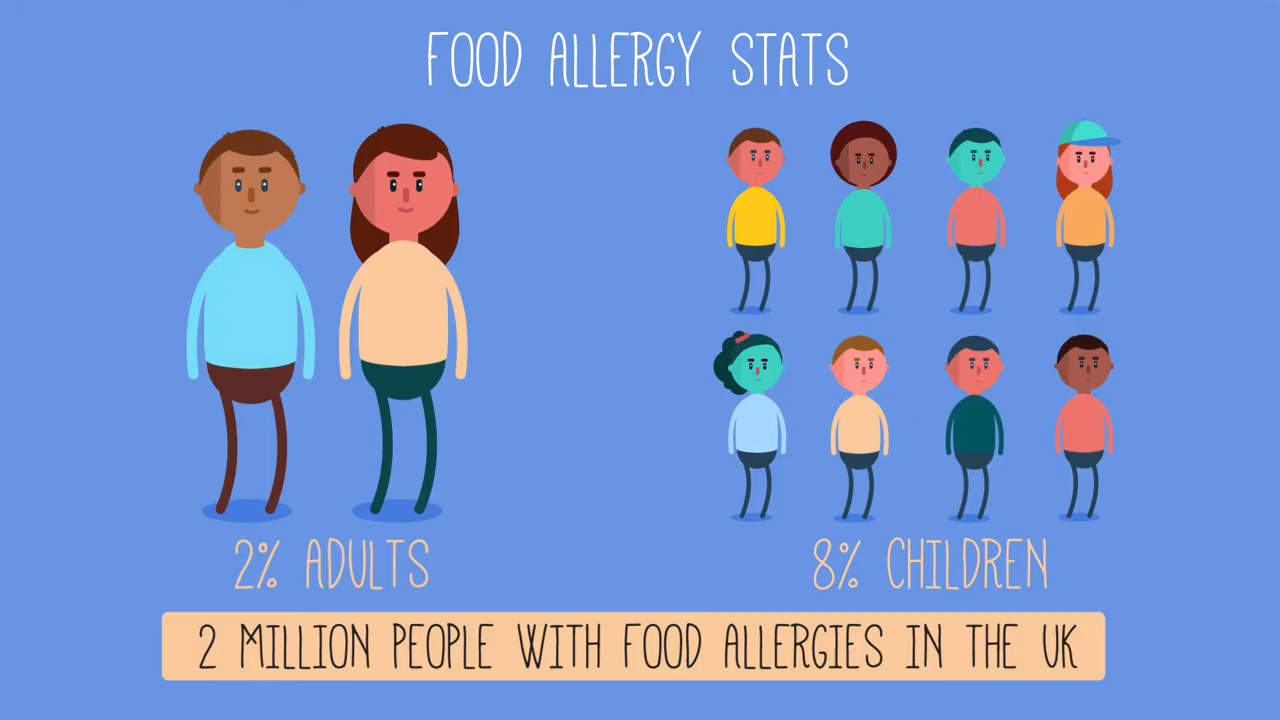 FOOD ALLERGY STATS
2% ADULTS
8% CHILDREN
2 MILLION PEOPLE WITH FOOD ALLERGIES IN THE UK